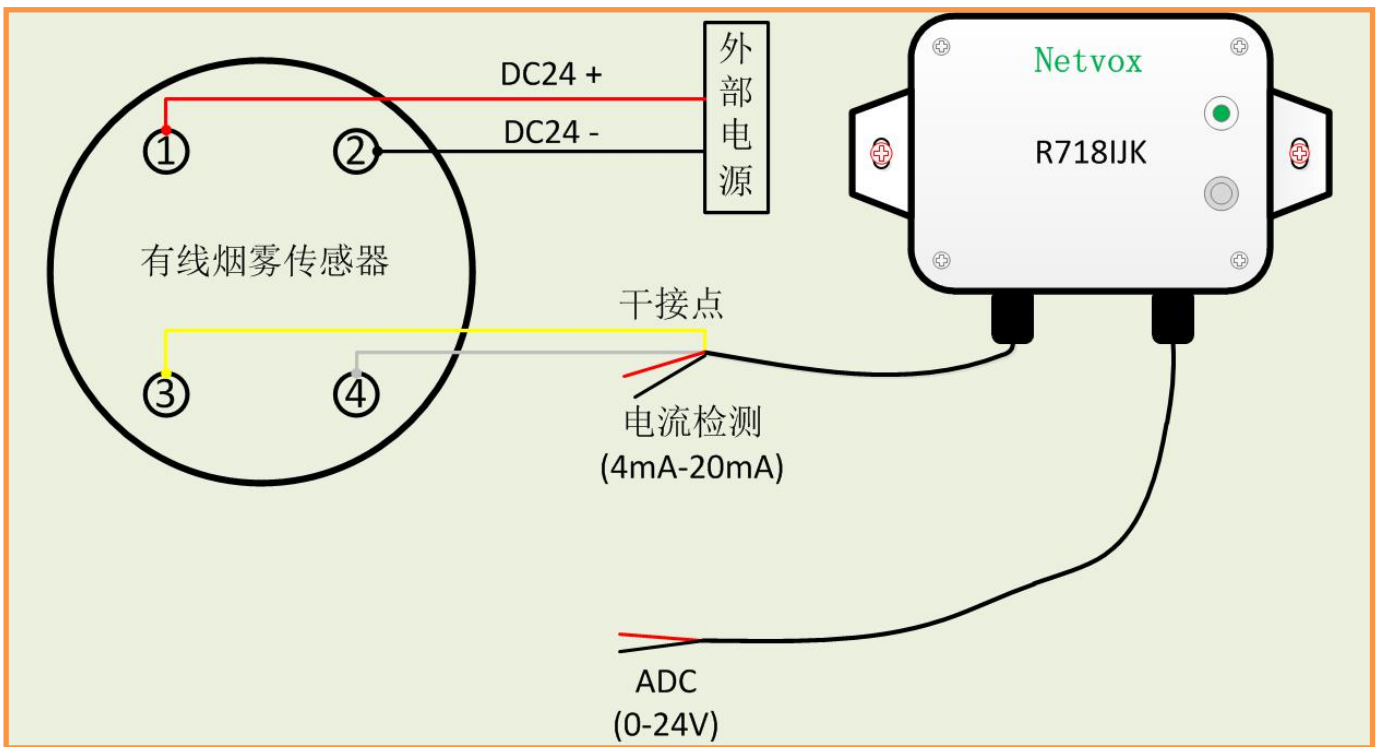 DC24 +
DC24 -
外部电源
Netvox
R718IJK
①
②
有线烟雾传感器
干接点
③
④
电流检测
(4mA-20mA)
ADC
(0-24V)